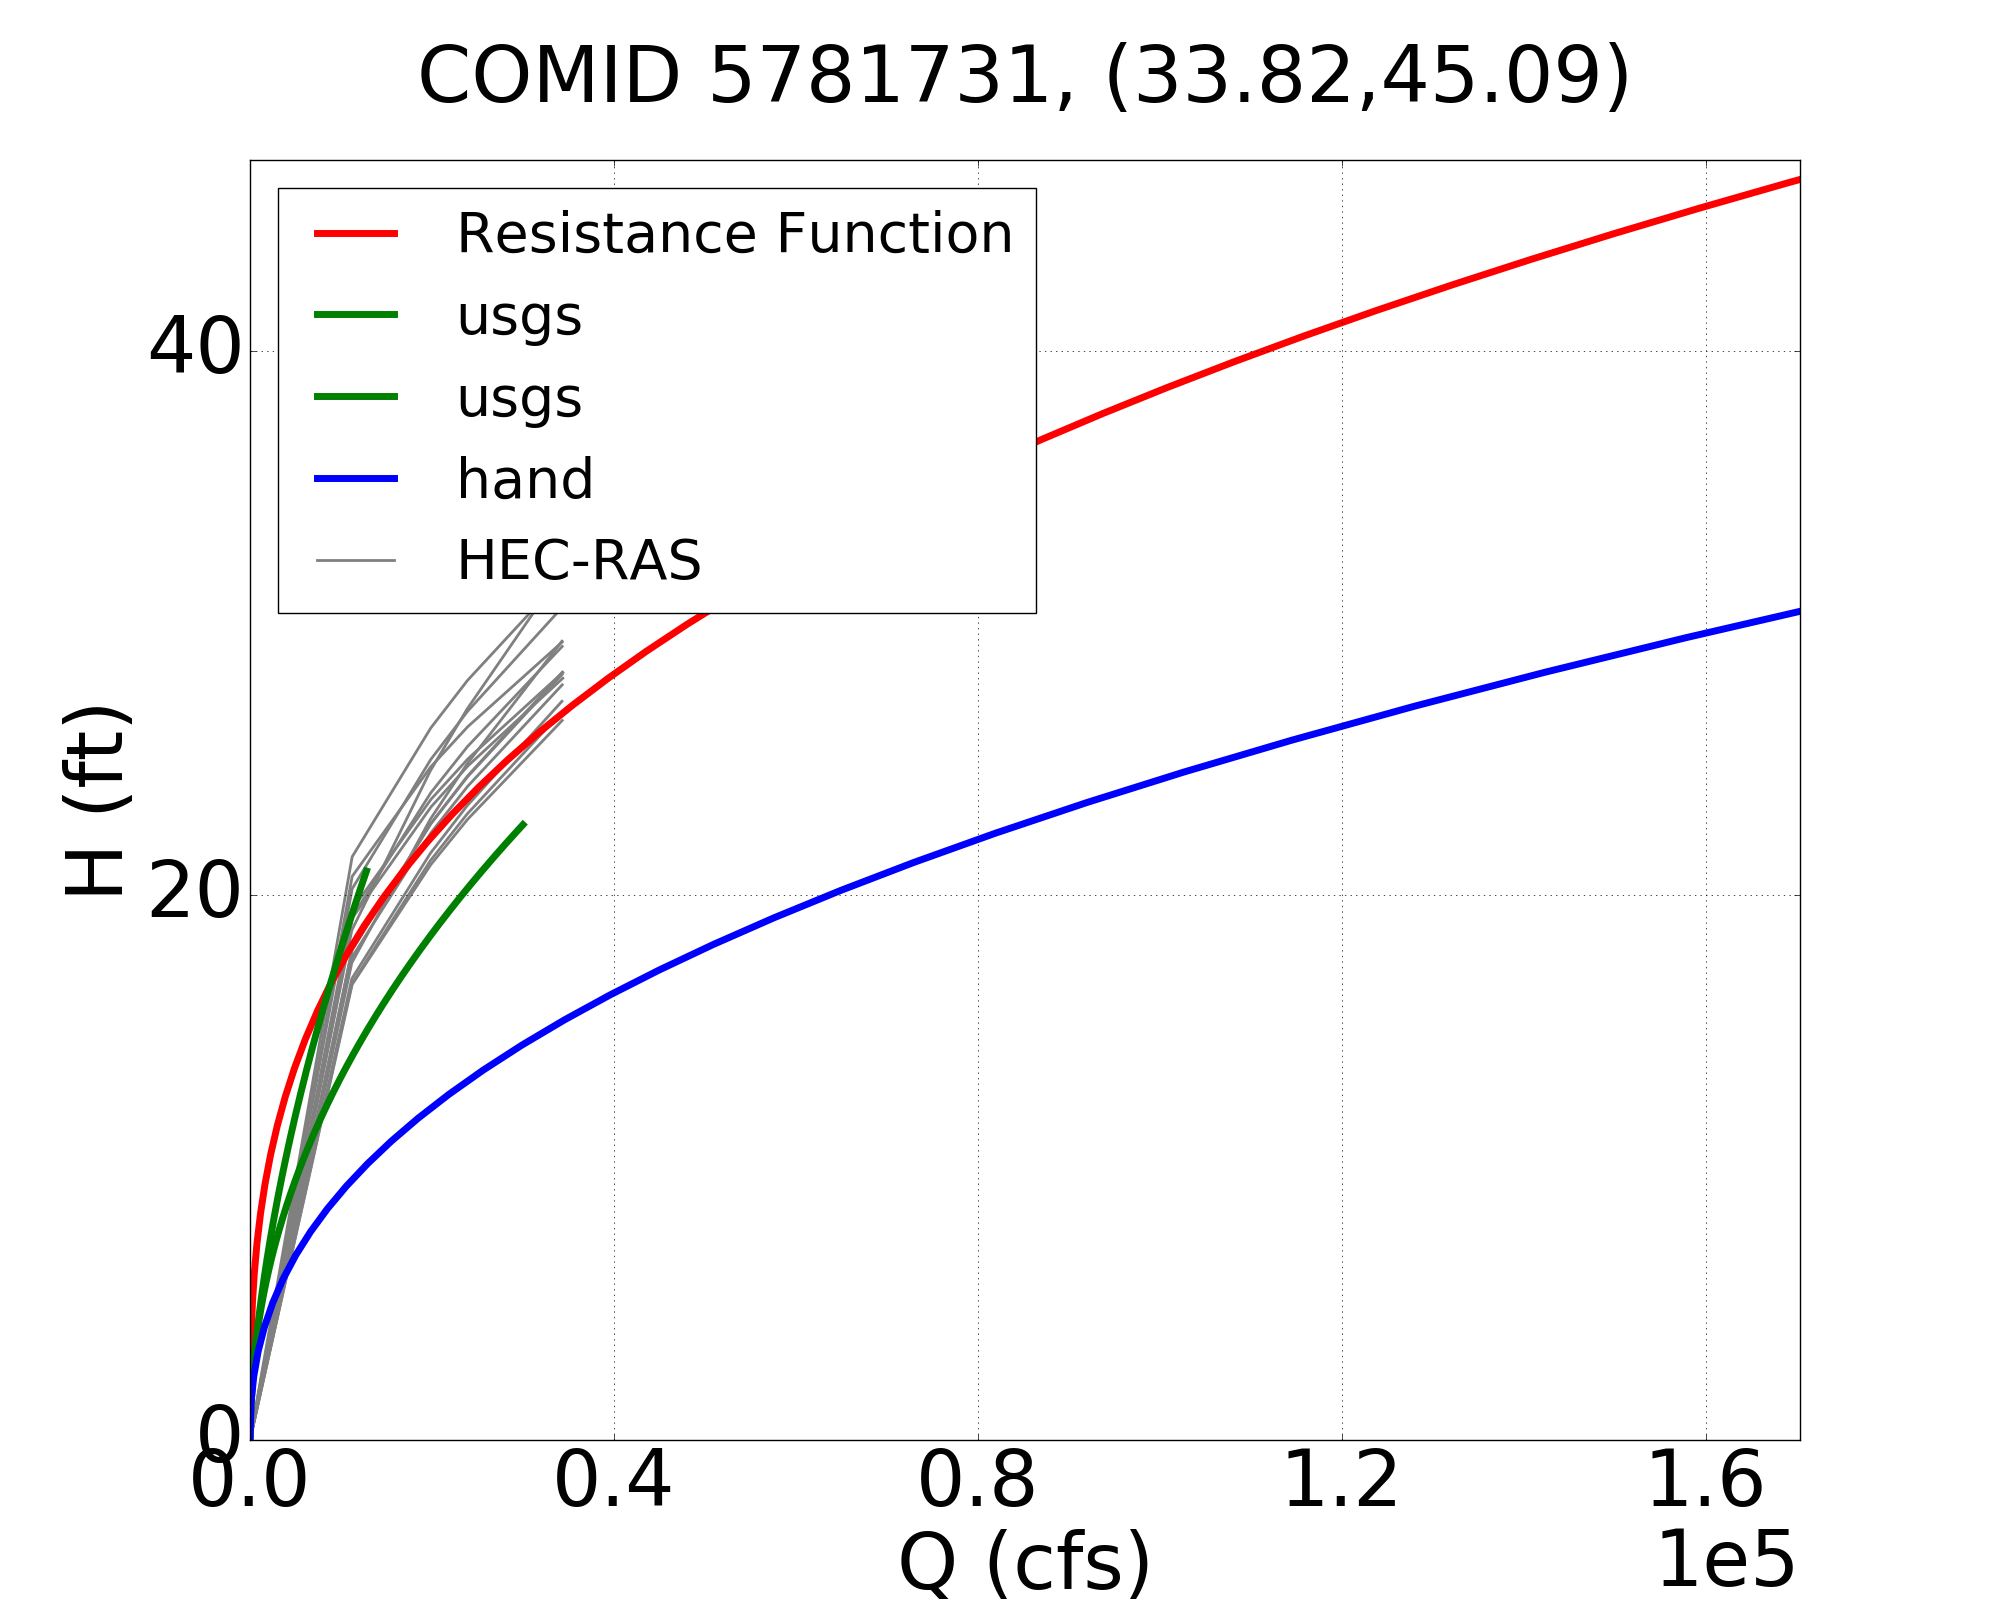 COMID 5781731, (33.82,45.09)
Resistance Function
usgs
usgs
hand
HEC-RAS
40
20
0
H (ft)
0.0 0.4 0.8 1.2 1.6
1e5
Q (cfs)